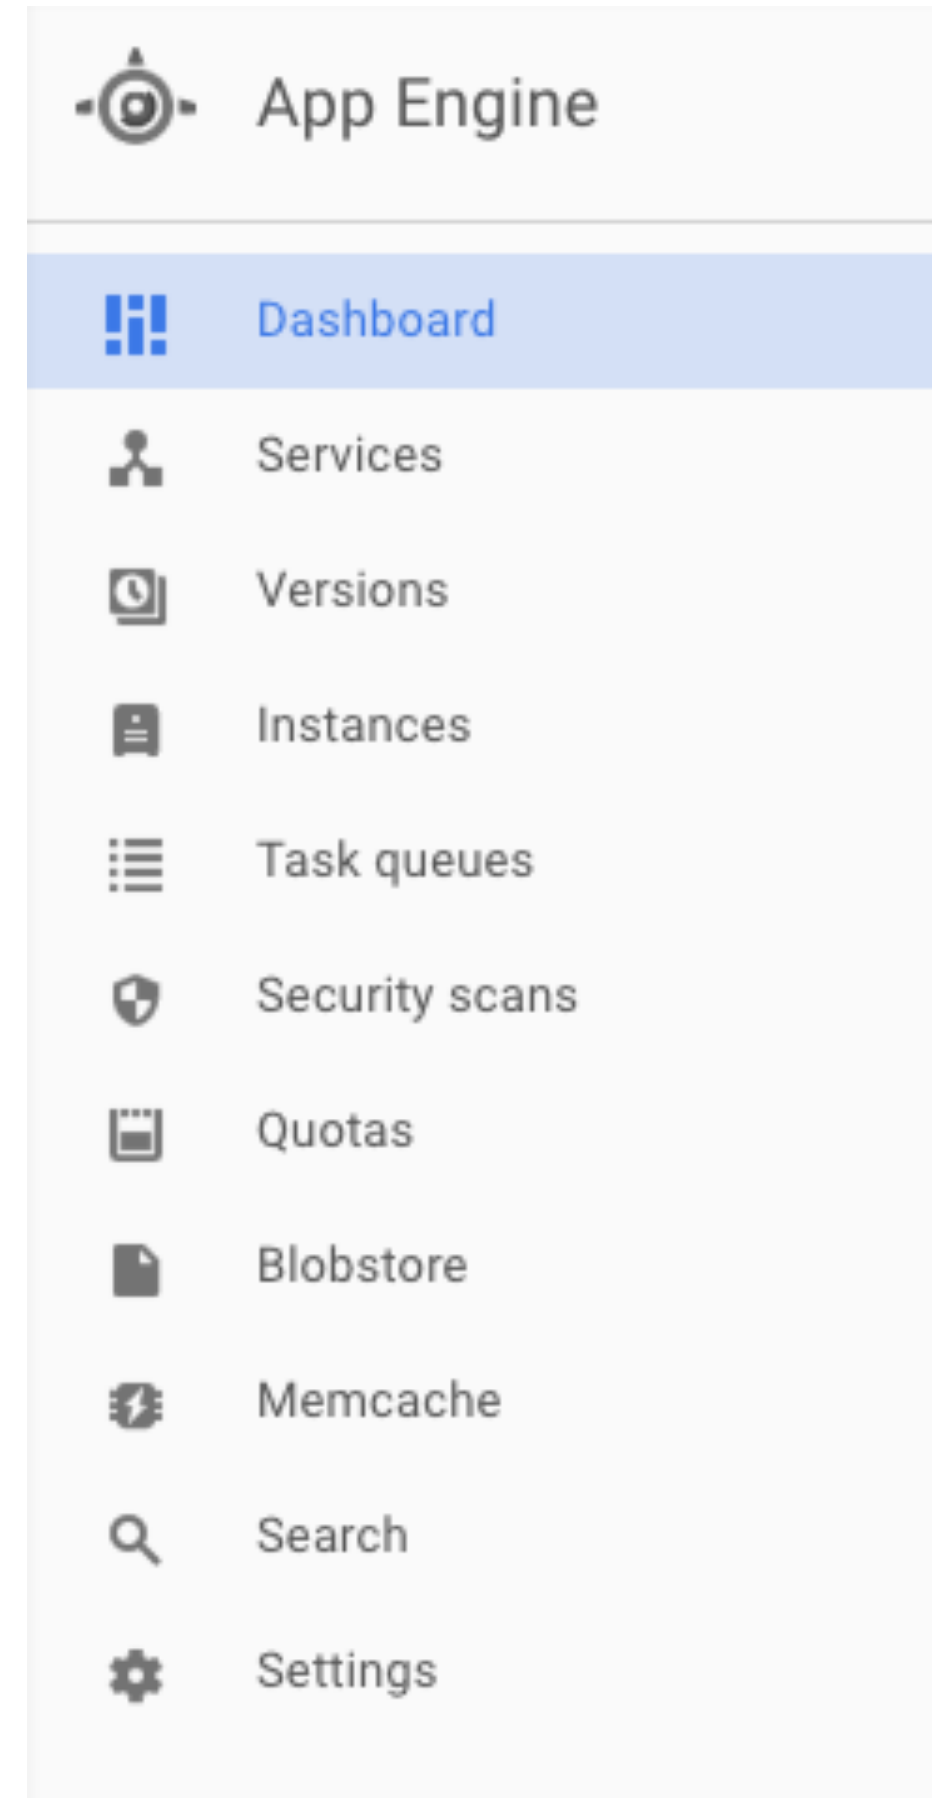 App Engine
Dashboard
Services
Versions
Instances
Task queues
Security scans
Quotas
Blobstore
Memcache
Search
Settings